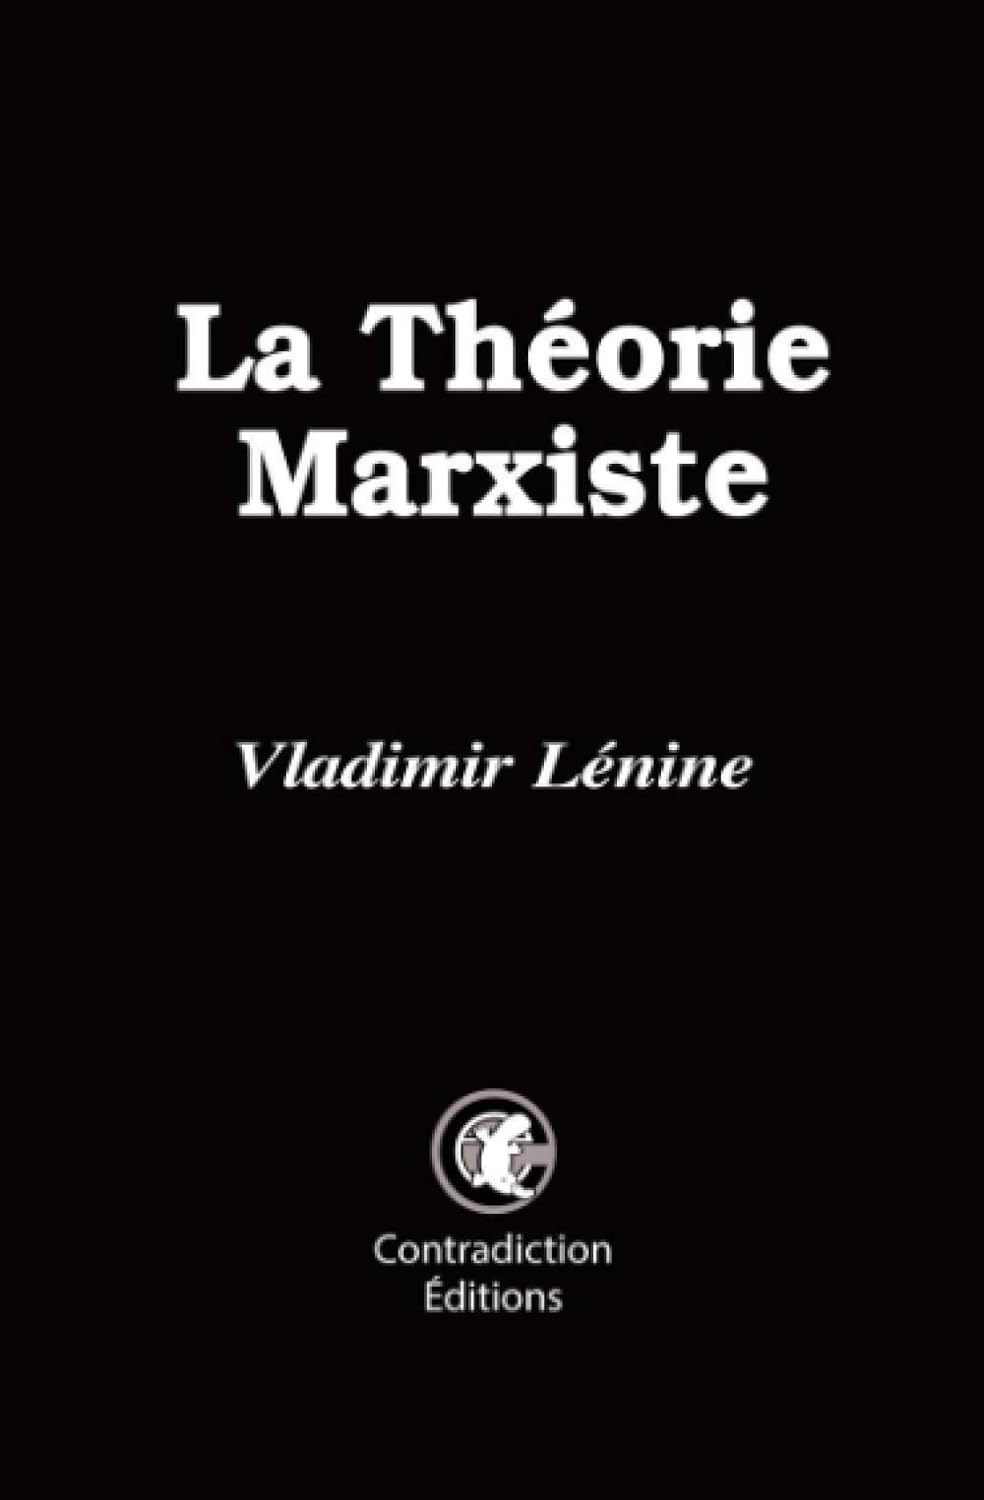 La Théorie
Marxiste
Vladimir Lénine
Contradiction
Éditions